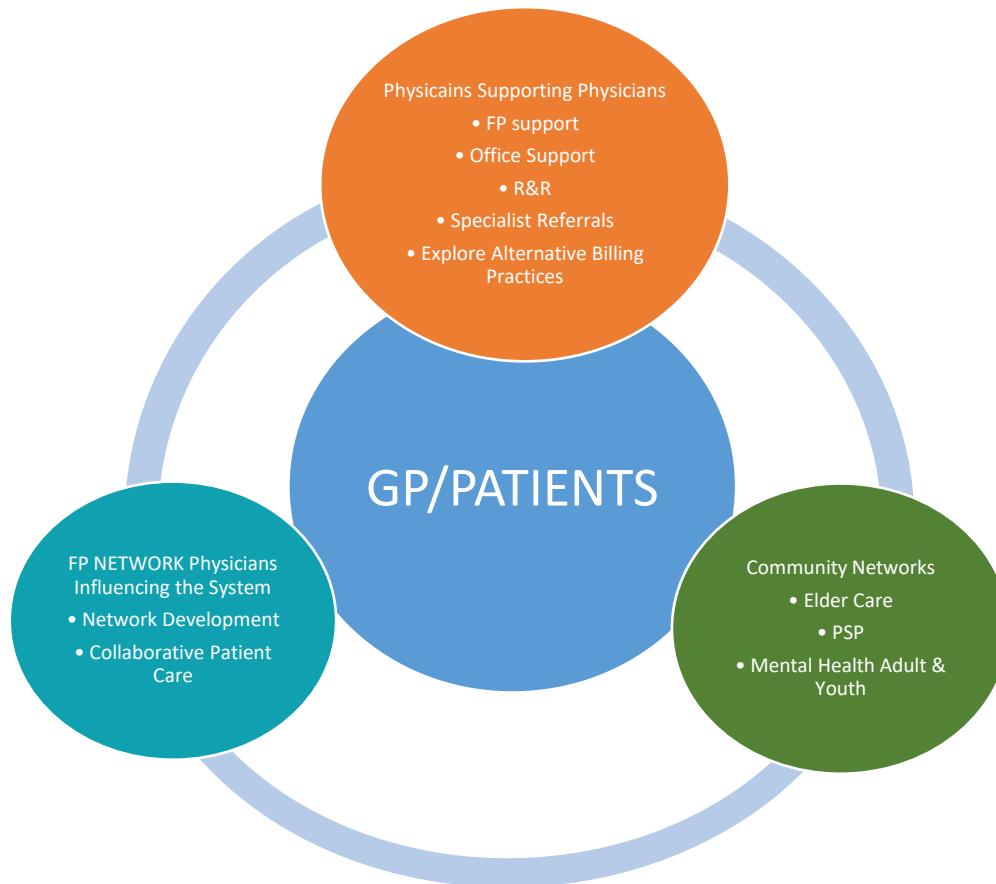 Physicains Supporting Physicians
• FP support
• Office Support
• R&R
• Specialist Referrals
• Explore Alternative Billing
Practices
GP/PATIENTS
FP NETWORK Physicians
Influencing the System
• Network Development
• Collaborative Patient
Care
Community Networks
• Elder Care
• PSP
• Mental Health Adult &
Youth